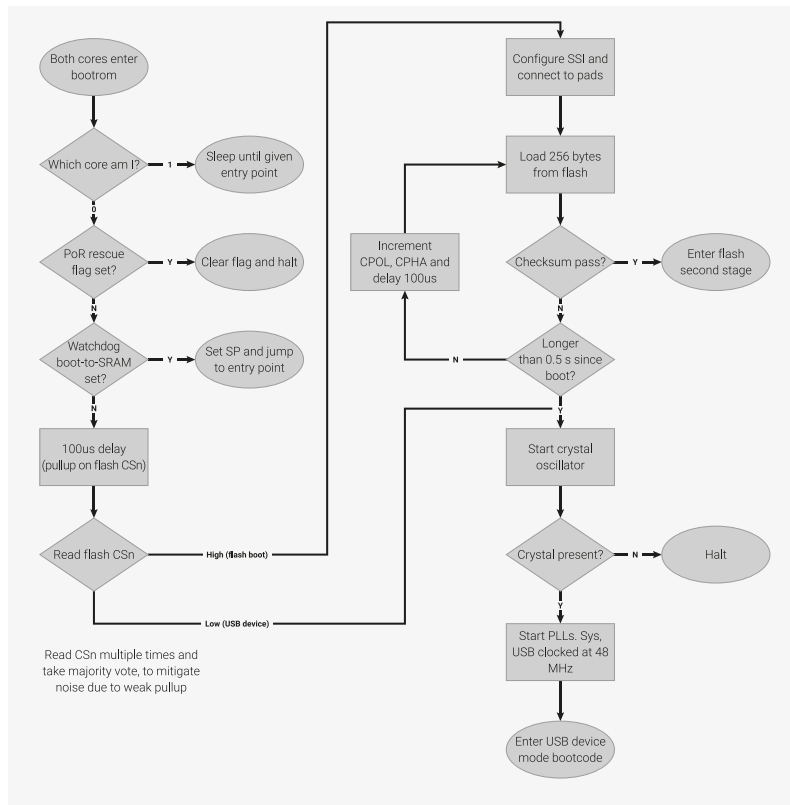 Both cores enter
bootrom
Which core am I?
1
Sleep until given
entry point
0
PoR rescue
flag set?
Y
Clear flag and halt
N
Watchdog
boot-to-SRAM
set?
Y
Set SP and jump
to entry point
N
100us delay
(pullup on flash CSn)
Read flash CSn
High (flash boot)
Low (USB device)
Read CSn multiple times and
take majority vote, to mitigate
noise due to weak pullup
Configure SSI and
connect to pads
Load 256 bytes
from flash
Increment
CPOL, CPHA and
delay 100us
Checksum pass?
Y
Enter flash
second stage
N
Longer
than 0.5 s since
boot?
N
Y
Start crystal
oscillator
Crystal present?
N
Halt
Y
Start PLLs. Sys,
USB clocked at 48
MHz
Enter USB device
mode bootcode